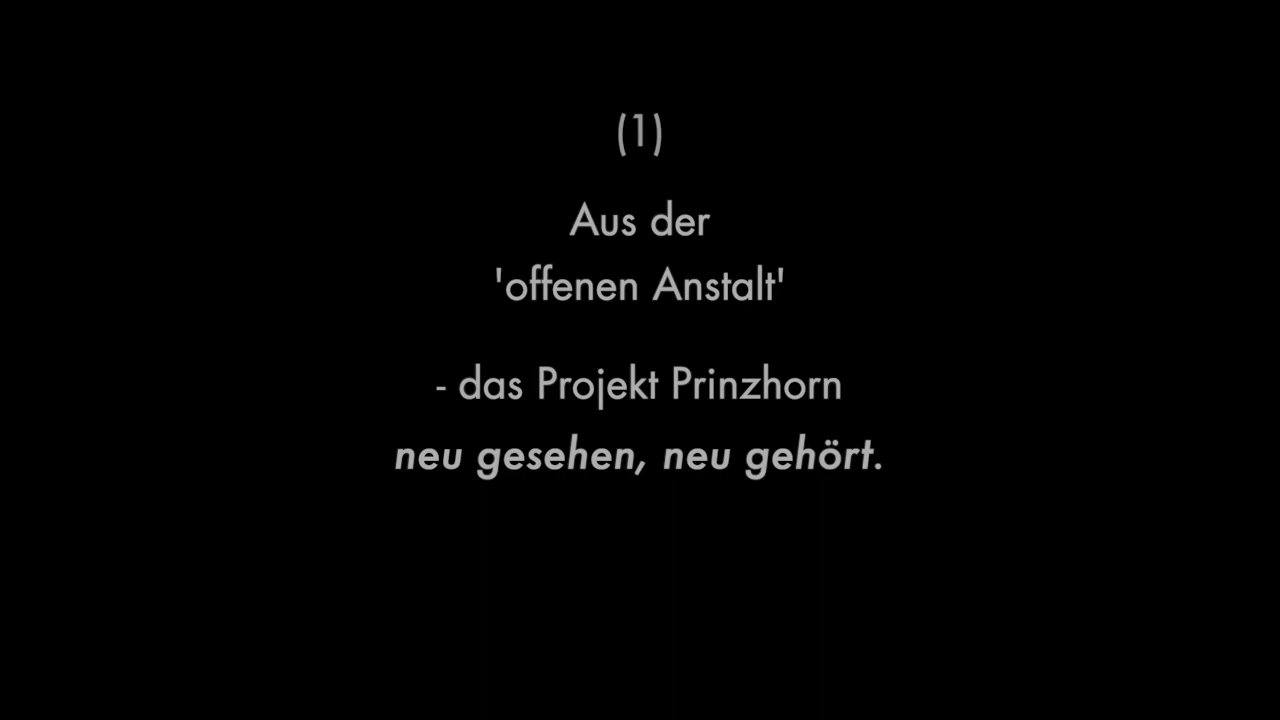 (1)
Aus der
'offenen Anstalt'
- das Projekt Prinzhorn
neu gesehen, neu gehört.